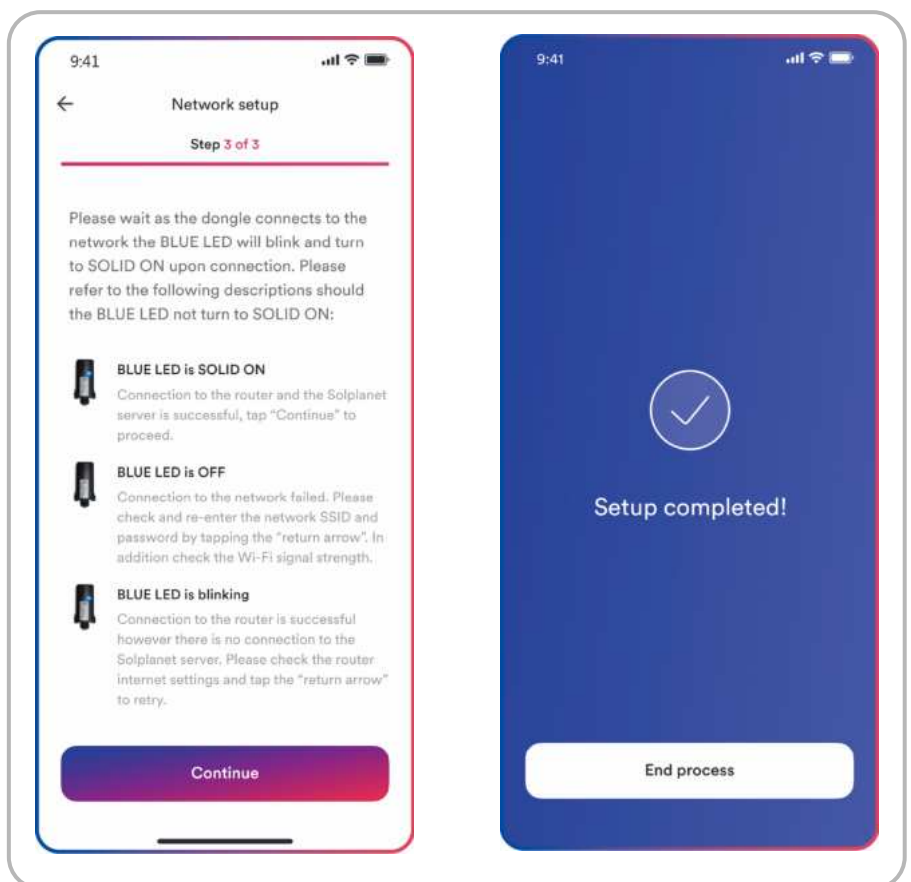 9:41
Network setup
Step 3 of 3
Please wait as the dongle connects to the
network the BLUE LED will blink and turn
to SOLID ON upon connection. Please
refer to the following descriptions should
the BLUE LED not turn to SOLID ON:
BLUE LED is SOLID ON
Connection to the router and the Solplanet
server is successful, tap “Continue” to
proceed.
BLUE LED is OFF
Connection to the network failed. Please
check and re-enter the network SSID and
password by tapping the “return arrow”. In
addition check the Wi-Fi signal strength.
BLUE LED is blinking
Connection to the router is successful
however there is no connection to the
Solplanet server. Please check the router
internet settings and tap the “return arrow”
to retry.
Continue
9:41
Setup completed!
End process